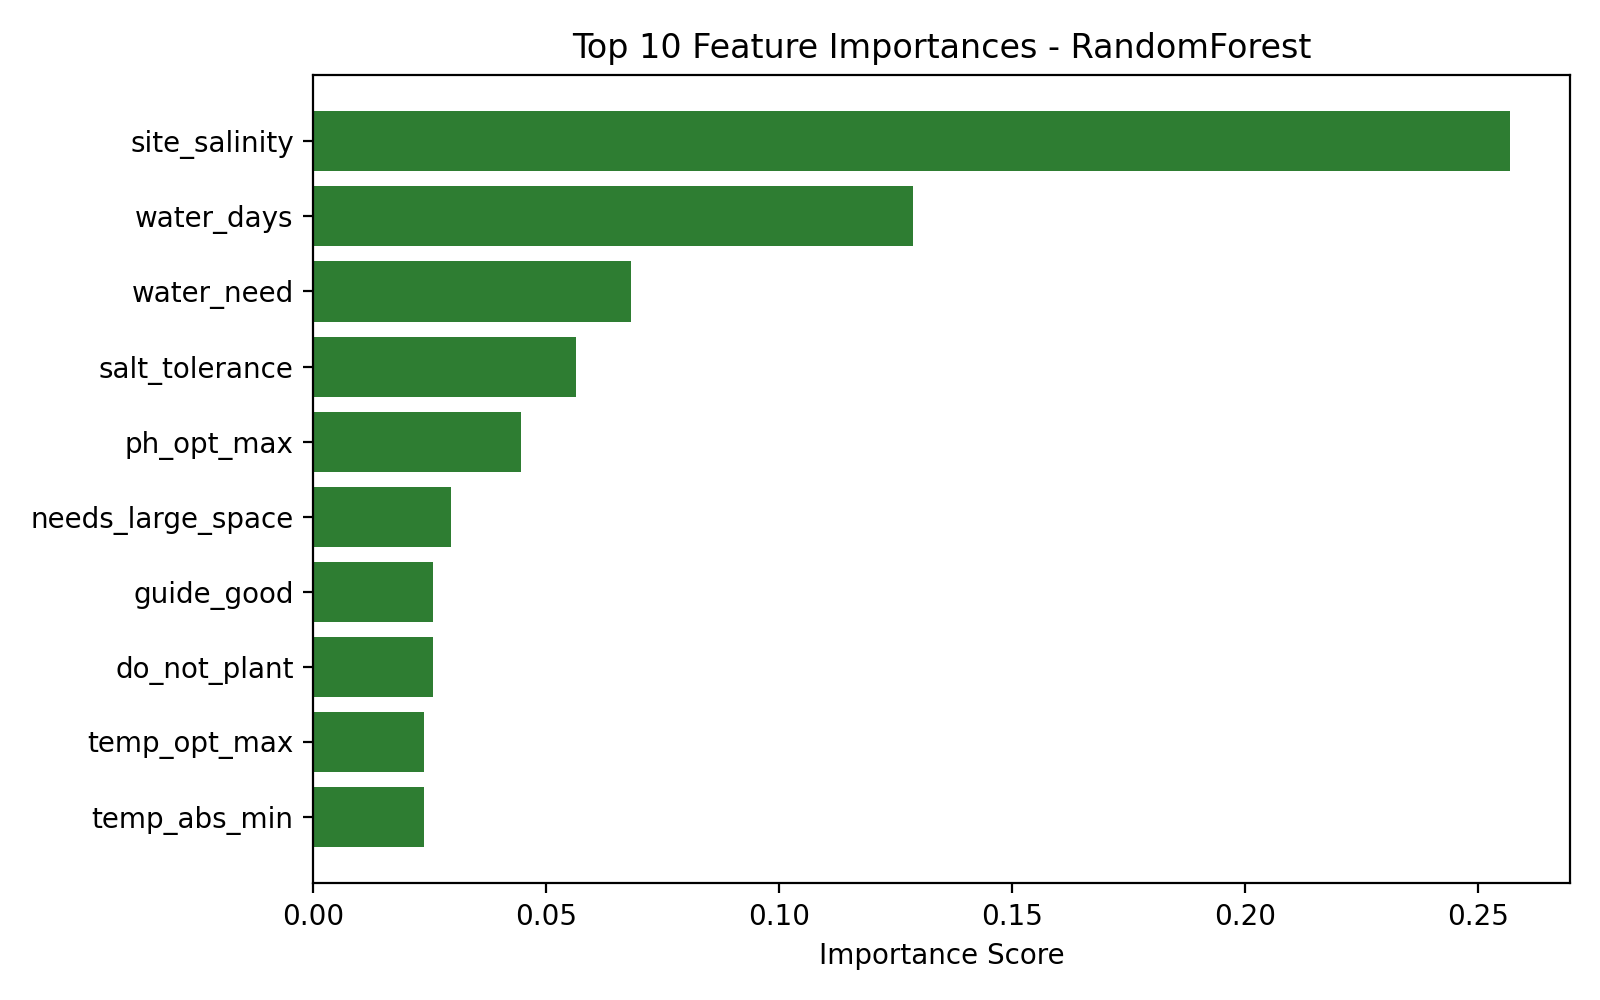 Top 10 Feature Importances - RandomForest
site_salinity
water_days
water_need
salt_tolerance
ph_opt_max
needs_large_space
guide_good
do_not_plant
temp_opt_max
temp_abs_min
0.00 0.05 0.10 0.15 0.20 0.25
Importance Score